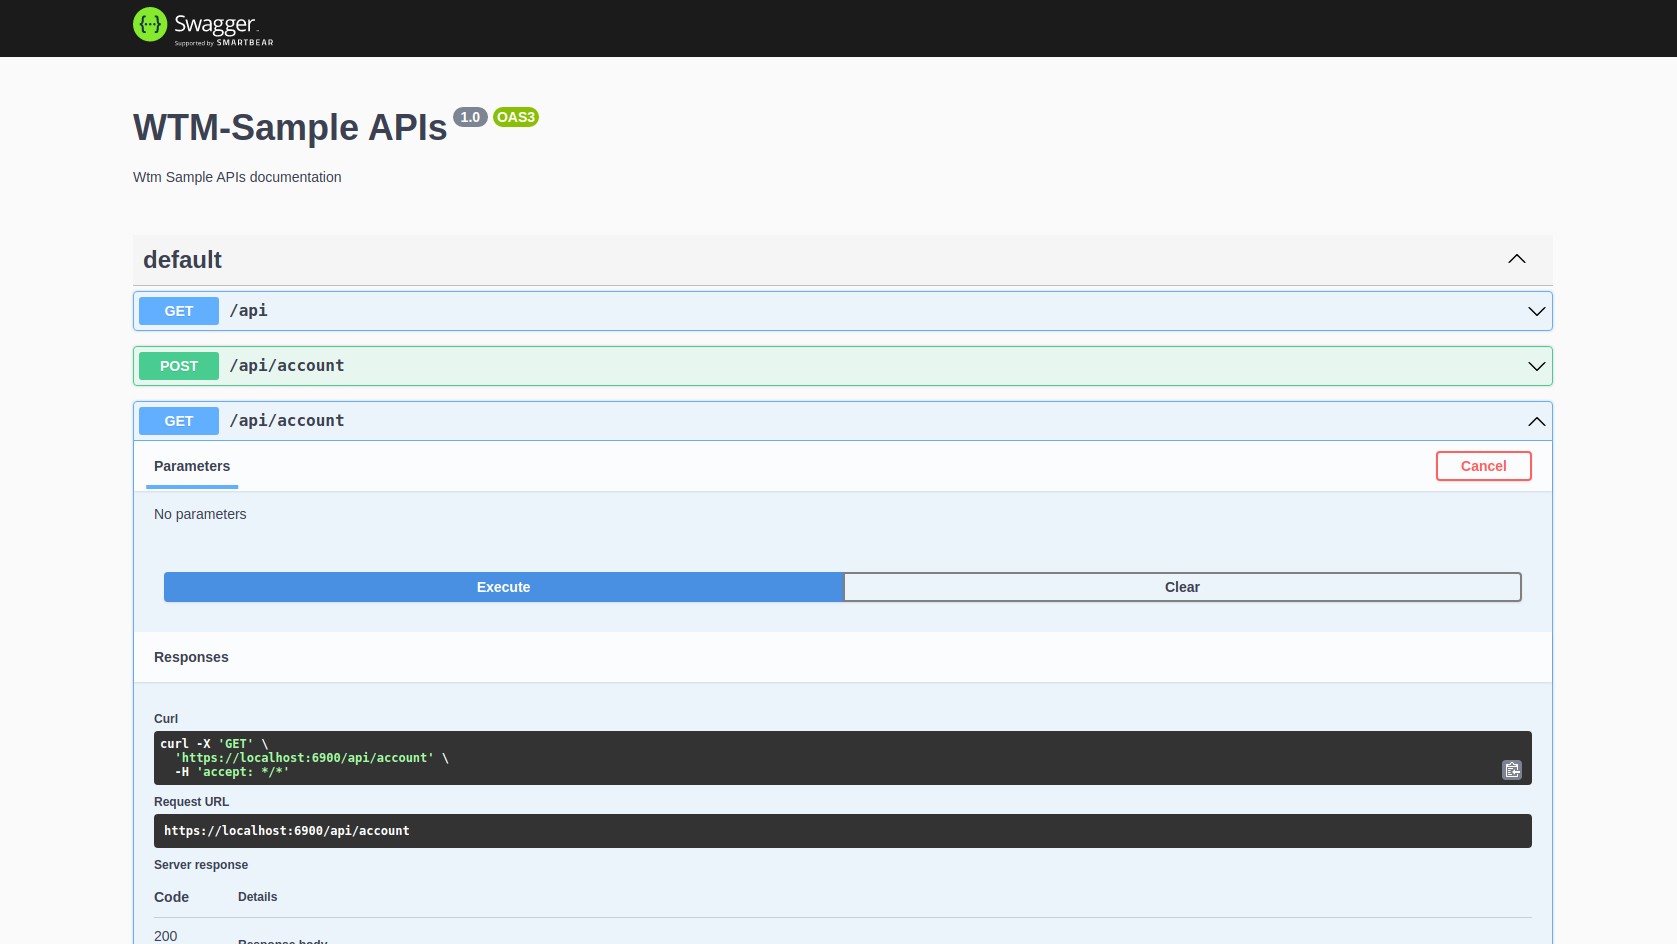 Swagger
Supported by SMARTBEAR
WTM-Sample APIs 1.0 OAS3
Wtm Sample APIs documentation
default
GET /api
POST /api/account
GET /api/account
Parameters Cancel
No parameters
Execute Clear
Responses
Curl
curl -X 'GET' \
'https://localhost:6900/api/account' \
-H 'accept: */*'
Request URL
https://localhost:6900/api/account
Server response
Code Details
200
Response body